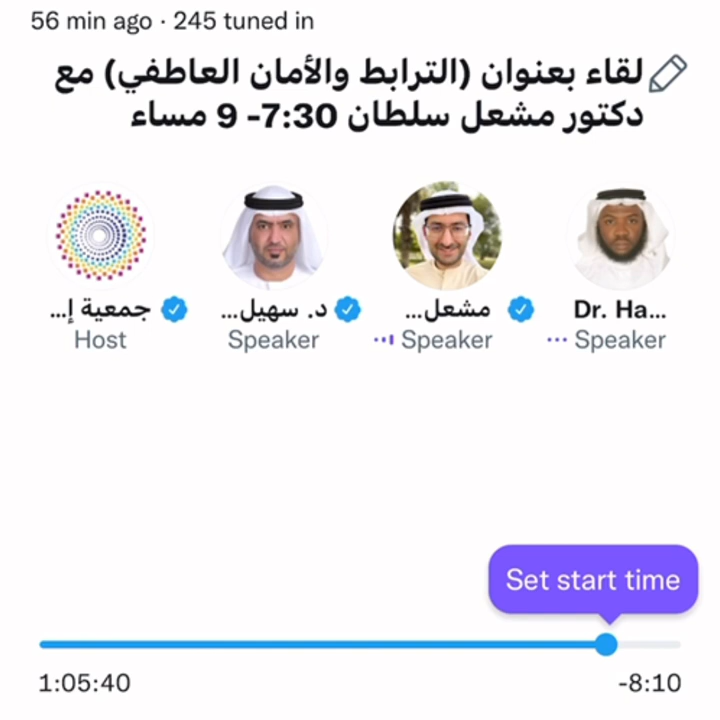 56 min ago · 245 tuned in
لقاء بعنوان (الترابط والأمان العاطفي) مع
دكتور مشعل سلطان 7:30- 9 مساء
جمعية إ...
Host
د. سهيل...
Speaker
مشعل...
Speaker
Dr. Ha...
Speaker
Set start time
1:05:40
-8:10